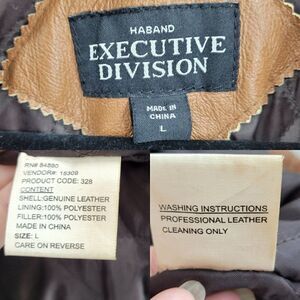 HABAND
EXECUTIVE
DIVISION
MADE IN
CHINA
L
RN# 84880
VENDOR#: 15309
PRODUCT CODE: 328
CONTENT
SHELL:GENUINE LEATHER
LINING:100% POLYESTER
FILLER:100% POLYESTER
MADE IN CHINA
SIZE: L
CARE ON REVERSE
WASHING INSTRUCTIONS
PROFESSIONAL LEATHER
CLEANING ONLY